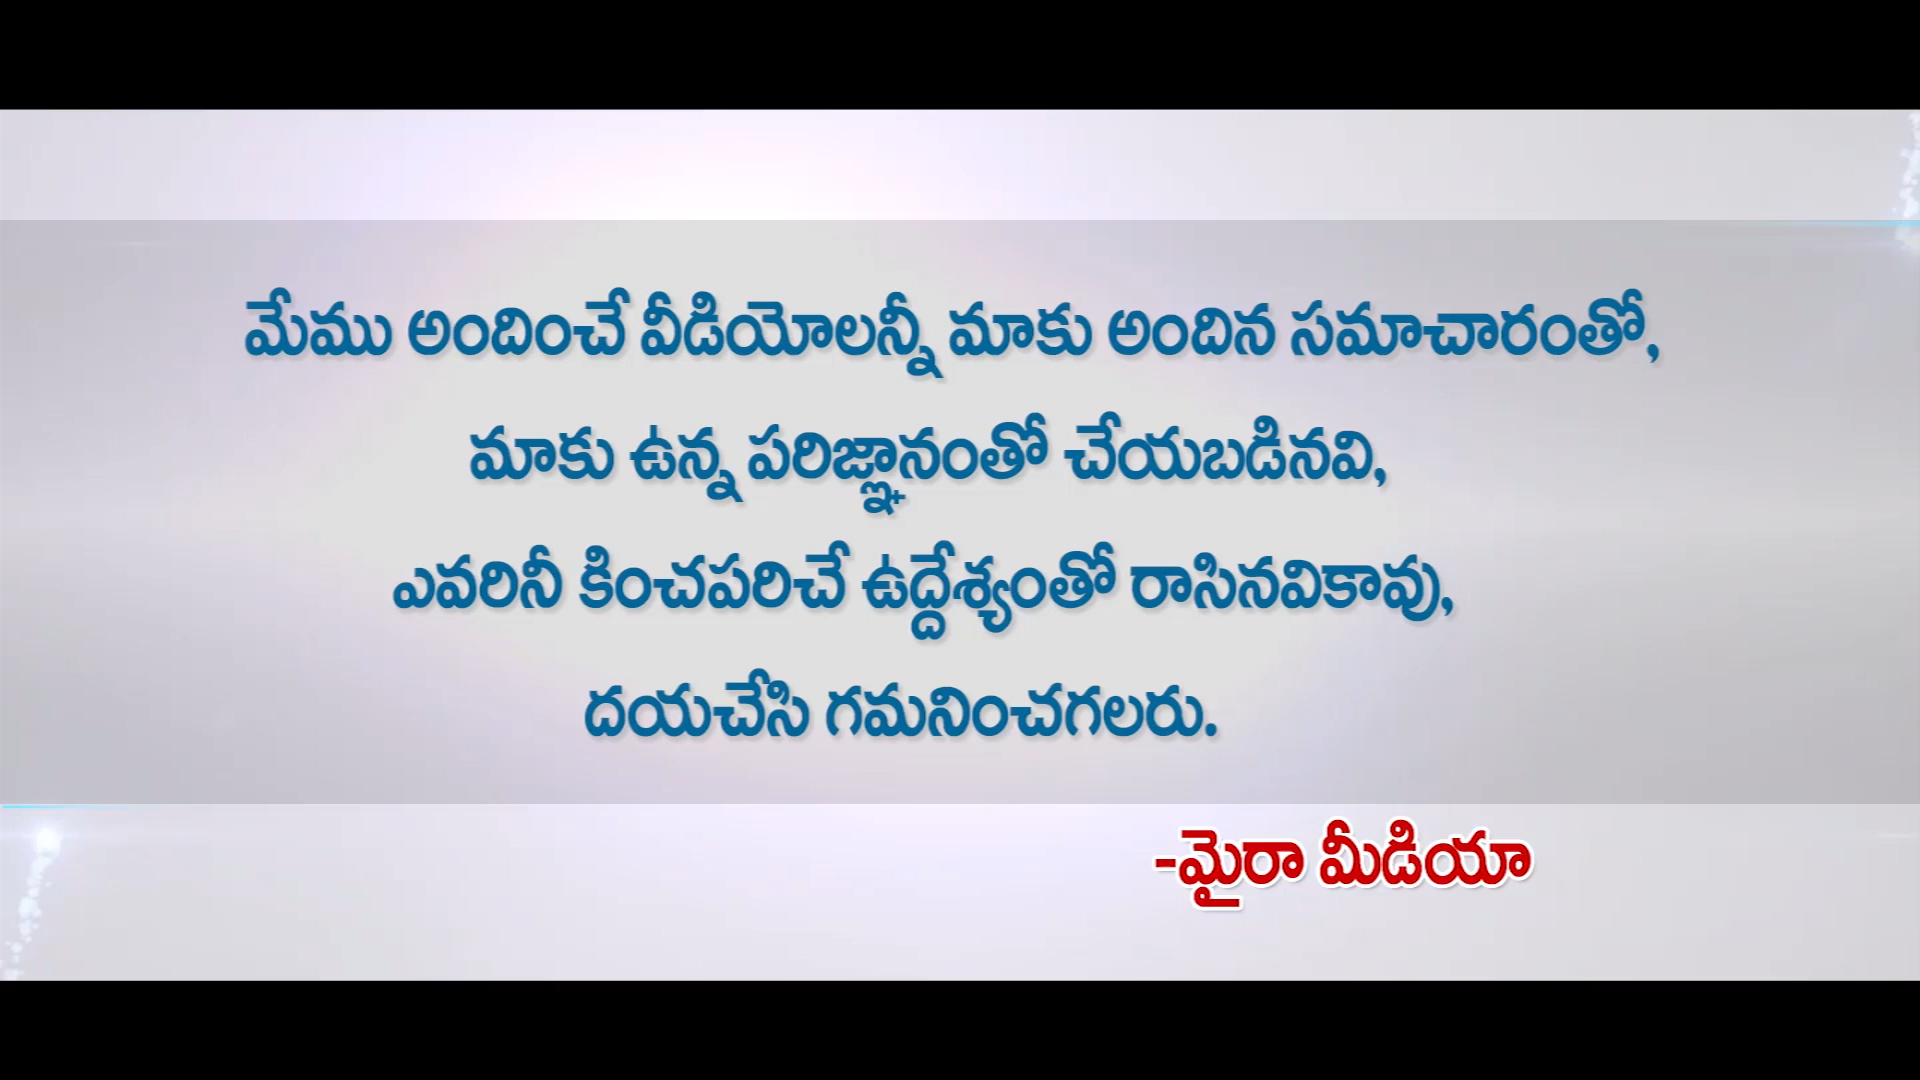 మేము అందించే వీడియోలన్నీ మాకు అందిన సమాచారంతో,
మాకు ఉన్న పరిజ్ఞానంతో చేయబడినవి,
ఎవరినీ కించపరిచే ఉద్దేశ్యంతో రాసినవికావు,
దయచేసి గమనించగలరు.
-మైరా మీడియా